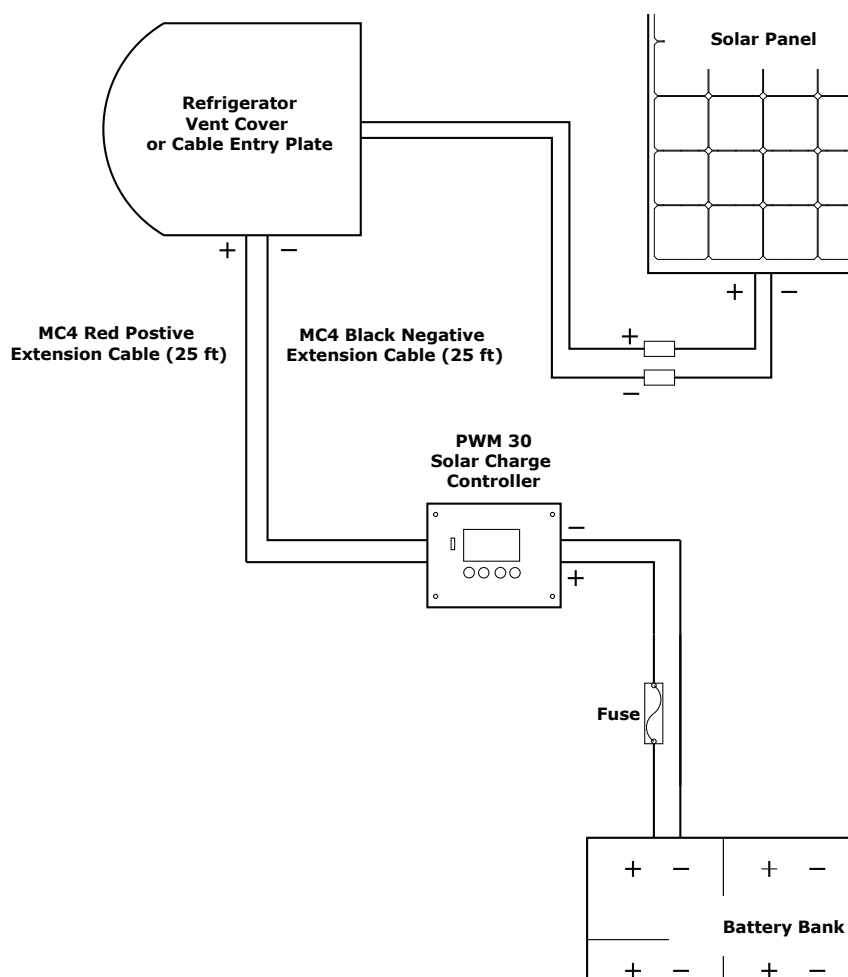 Solar Panel
Refrigerator
Vent Cover
or Cable Entry Plate
+ −
+ −
MC4 Red Postive
Extension Cable (25 ft)
MC4 Black Negative
Extension Cable (25 ft)
+
−
PWM 30
Solar Charge
Controller
−
+
Fuse
+ − + −
Battery Bank
+ − + −